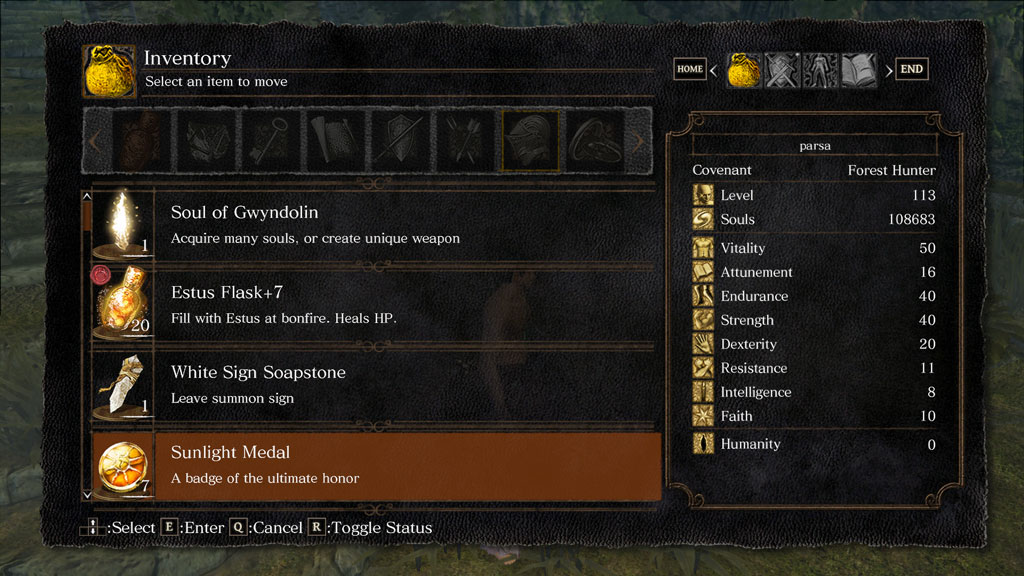 Inventory
Select an item to move
HOME
END
Soul of Gwyndolin
Acquire many souls, or create unique weapon
1
Estus Flask+7
Fill with Estus at bonfire. Heals HP.
20
White Sign Soapstone
Leave summon sign
1
Sunlight Medal
A badge of the ultimate honor
7
parsa
Covenant Forest Hunter
Level 113
Souls 108683
Vitality 50
Attunement 16
Endurance 40
Strength 40
Dexterity 20
Resistance 11
Intelligence 8
Faith 10
Humanity 0
:Select E:Enter Q:Cancel R:Toggle Status